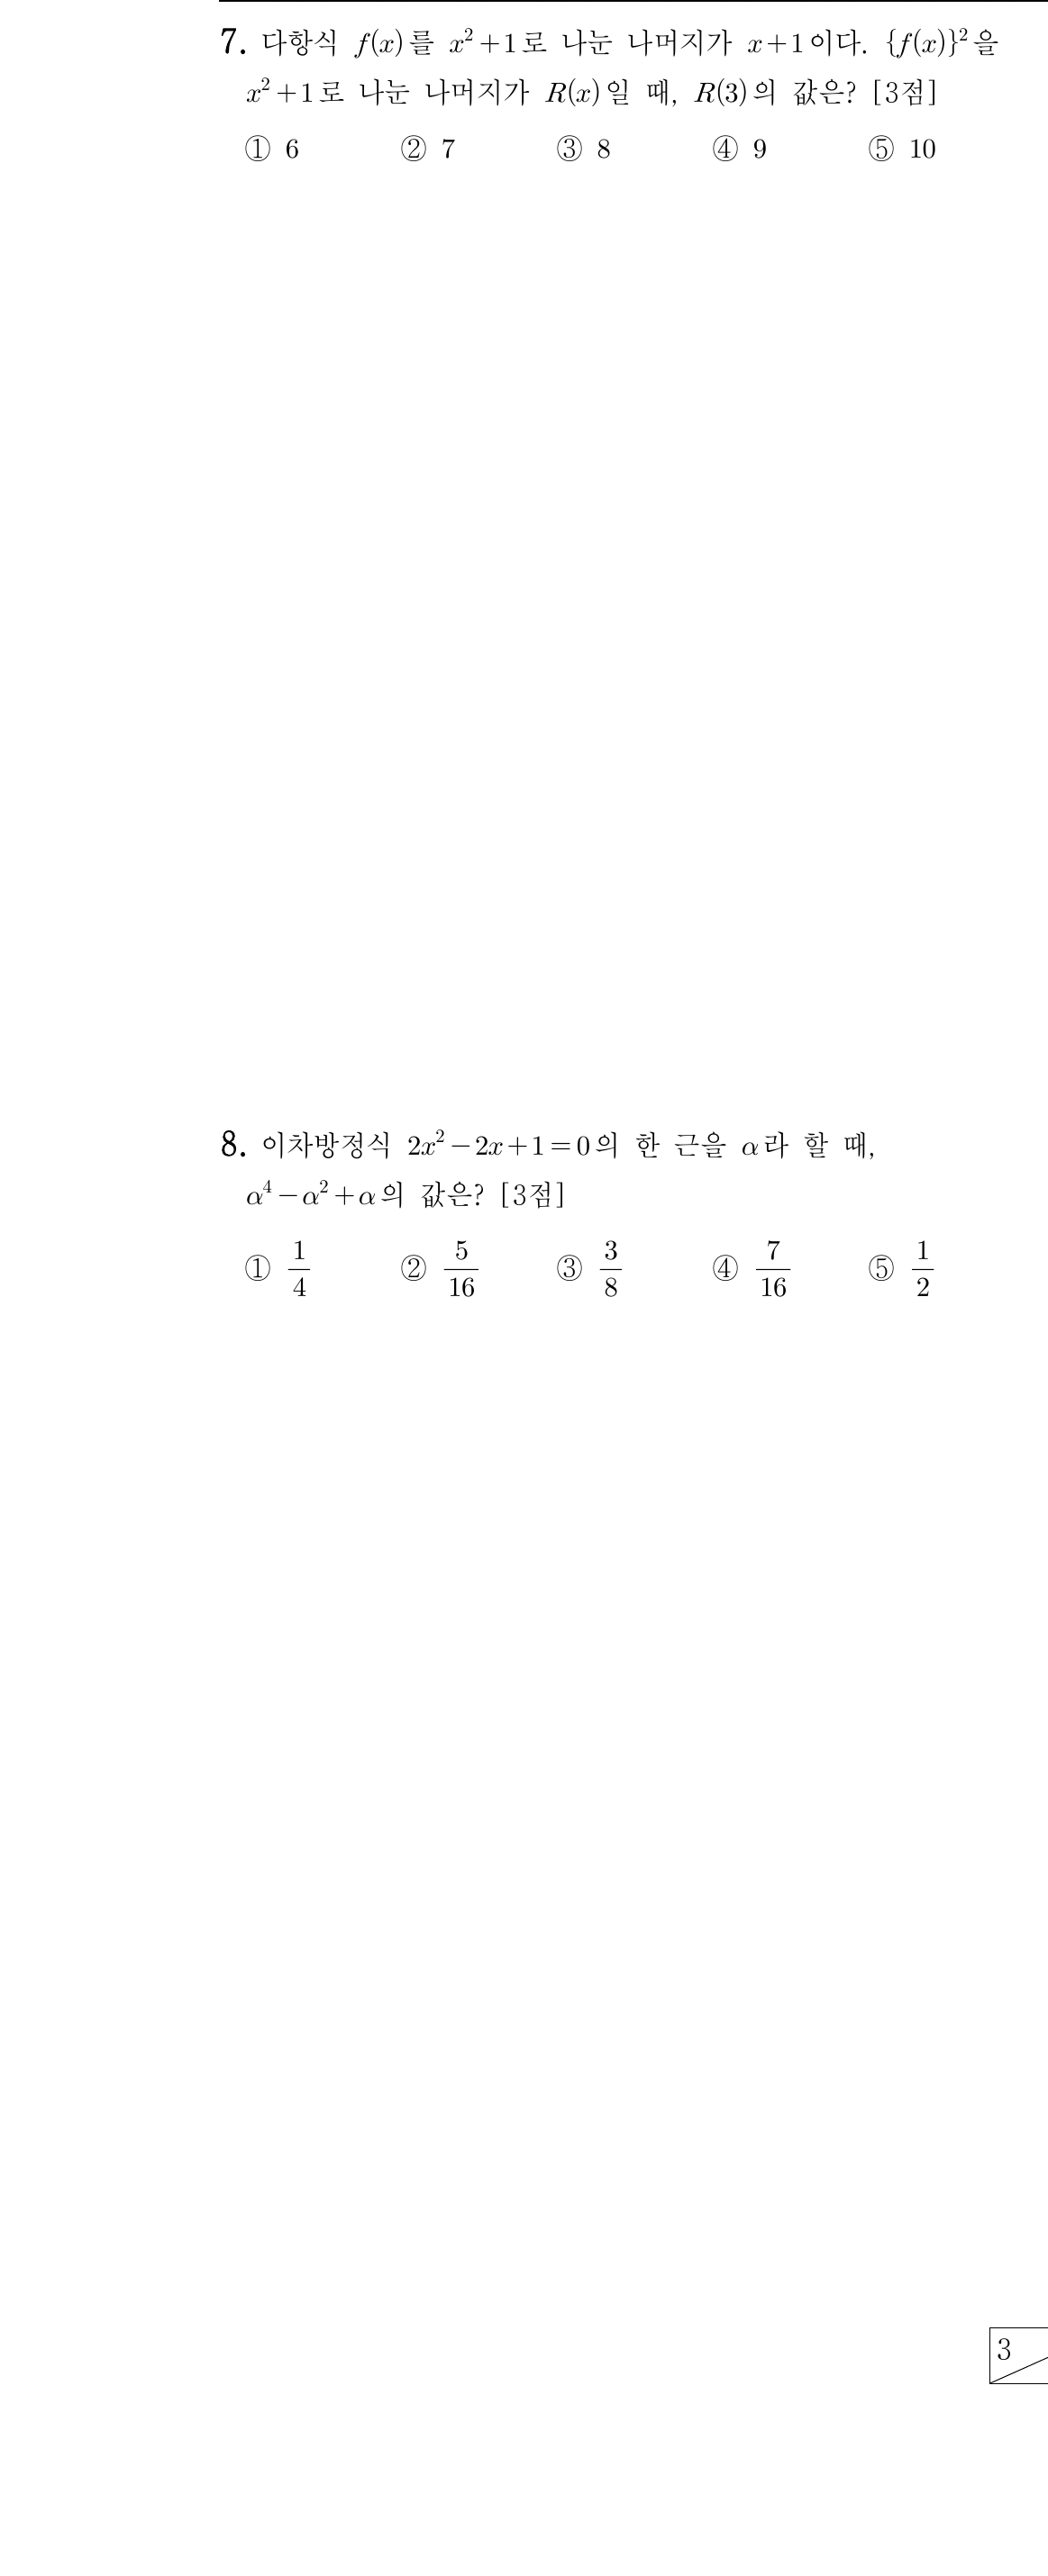 7. 다항식 f(x)를 x²+1로 나눈 나머지가 x+1이다. {f(x)}²을
x²+1로 나눈 나머지가 R(x)일 때, R(3)의 값은? [3점]
① 6 ② 7 ③ 8 ④ 9 ⑤ 10
8. 이차방정식 2x²−2x+1=0의 한 근을 α라 할 때,
α⁴−α²+α의 값은? [3점]
① 1/4 ② 5/16 ③ 3/8 ④ 7/16 ⑤ 1/2
3